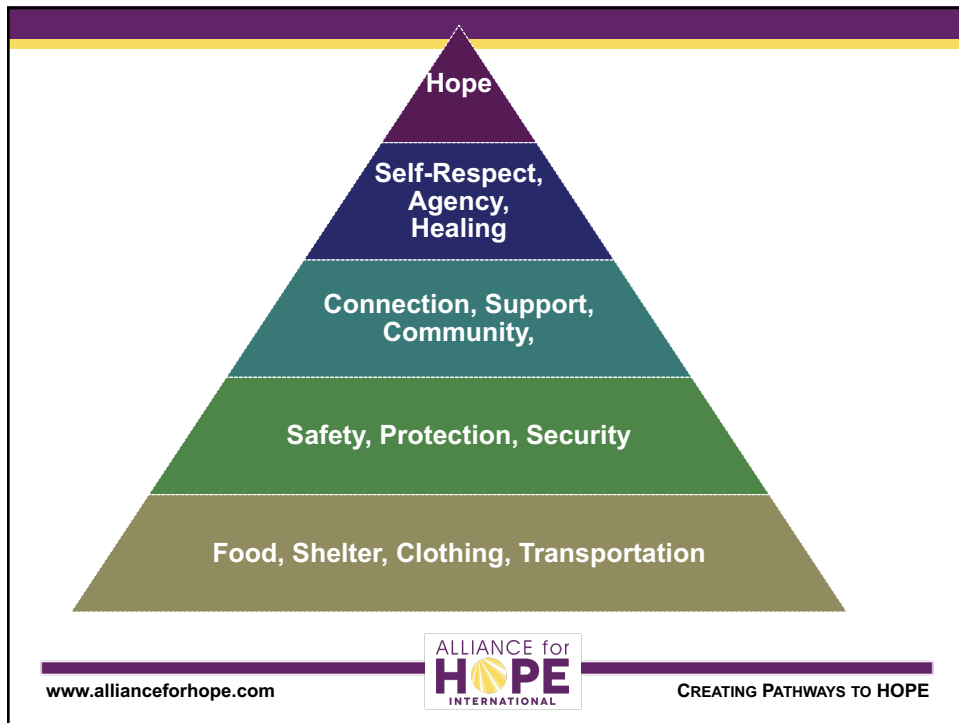 Hope
Self-Respect,
Agency,
Healing
Connection, Support,
Community,
Safety, Protection, Security
Food, Shelter, Clothing, Transportation
www.allianceforhope.com
ALLIANCE for
HOPE
INTERNATIONAL
CREATING PATHWAYS TO HOPE